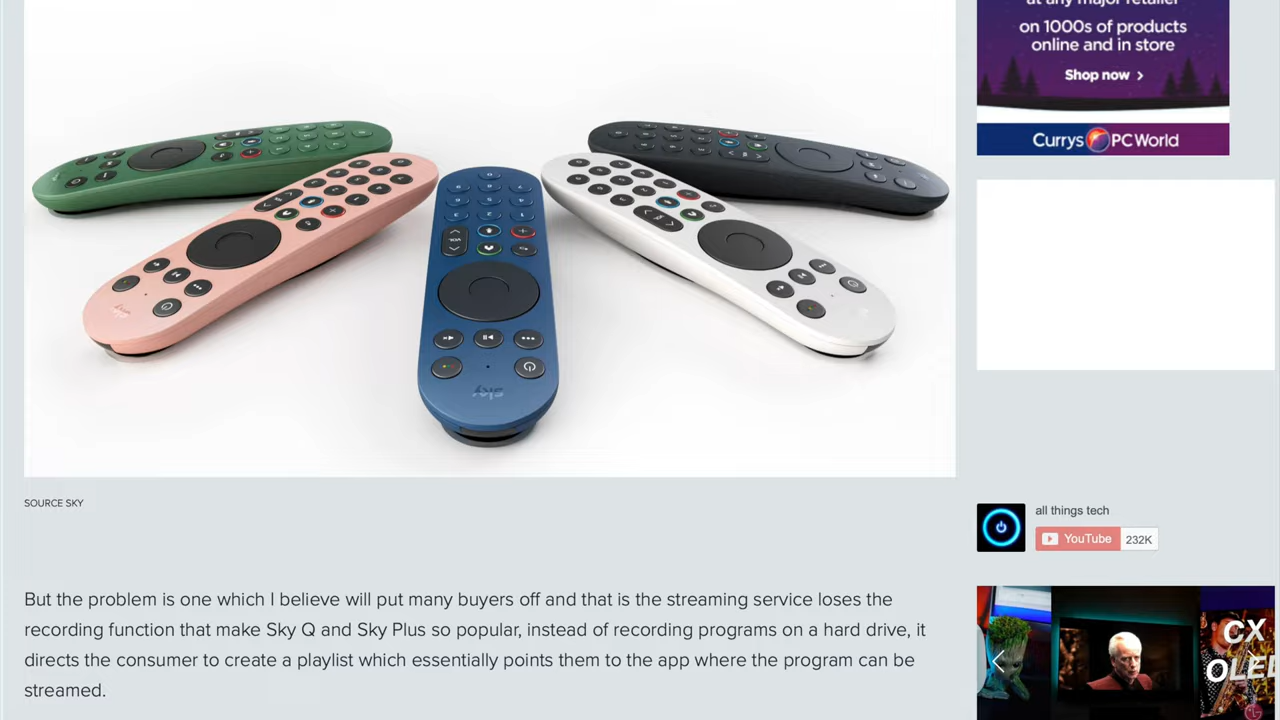 at any major retailer
on 1000s of products
online and in store
Shop now
Currys PC World
sky
SOURCE SKY
all things tech
YouTube 232K
But the problem is one which I believe will put many buyers off and that is the streaming service loses the
recording function that make Sky Q and Sky Plus so popular, instead of recording programs on a hard drive, it
directs the consumer to create a playlist which essentially points them to the app where the program can be
streamed.
CX
OLED